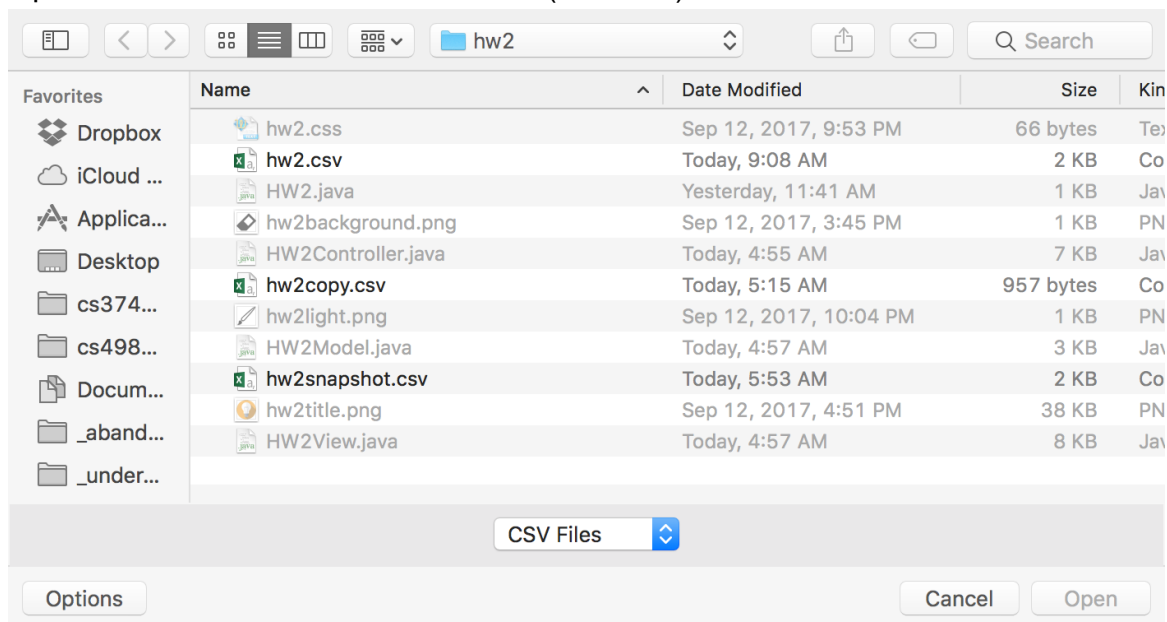 hw2
Search
Favorites
Dropbox
iCloud ...
Applica...
Desktop
cs374...
cs498...
Docum...
_aband...
_under...
Name Date Modified Size Kin
hw2.css Sep 12, 2017, 9:53 PM 66 bytes Tex
hw2.csv Today, 9:08 AM 2 KB Co
HW2.java Yesterday, 11:41 AM 1 KB Jav
hw2background.png Sep 12, 2017, 3:45 PM 1 KB PN
HW2Controller.java Today, 4:55 AM 7 KB Jav
hw2copy.csv Today, 5:15 AM 957 bytes Co
hw2light.png Sep 12, 2017, 10:04 PM 1 KB PN
HW2Model.java Today, 4:57 AM 3 KB Jav
hw2snapshot.csv Today, 5:53 AM 2 KB Co
hw2title.png Sep 12, 2017, 4:51 PM 38 KB PN
HW2View.java Today, 4:57 AM 8 KB Jav
CSV Files
Options Cancel Open